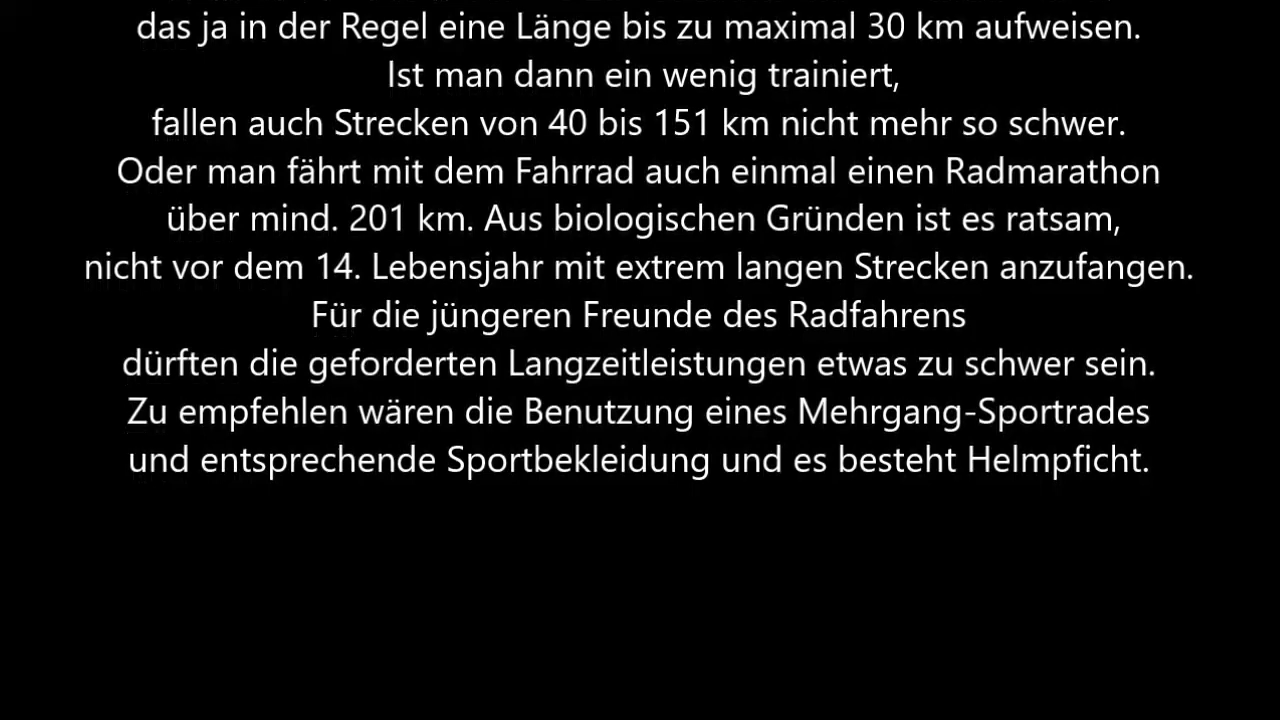 das ja in der Regel eine Länge bis zu maximal 30 km aufweisen.
Ist man dann ein wenig trainiert,
fallen auch Strecken von 40 bis 151 km nicht mehr so schwer.
Oder man fährt mit dem Fahrrad auch einmal einen Radmarathon
über mind. 201 km. Aus biologischen Gründen ist es ratsam,
nicht vor dem 14. Lebensjahr mit extrem langen Strecken anzufangen.
Für die jüngeren Freunde des Radfahrens
dürften die geforderten Langzeitleistungen etwas zu schwer sein.
Zu empfehlen wären die Benutzung eines Mehrgang-Sportrades
und entsprechende Sportbekleidung und es besteht Helmpficht.